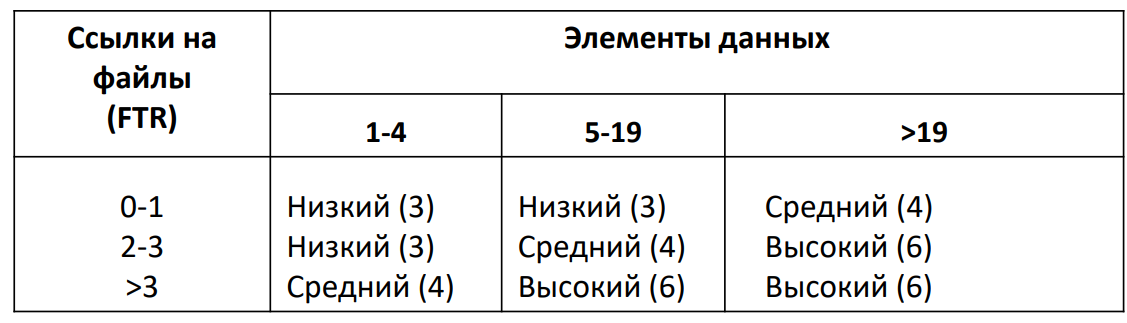 Ссылки на
файлы
(FTR)
Элементы данных
1-4
5-19
>19
0-1 Низкий (3) Низкий (3) Средний (4)
2-3 Низкий (3) Средний (4) Высокий (6)
>3 Средний (4) Высокий (6) Высокий (6)